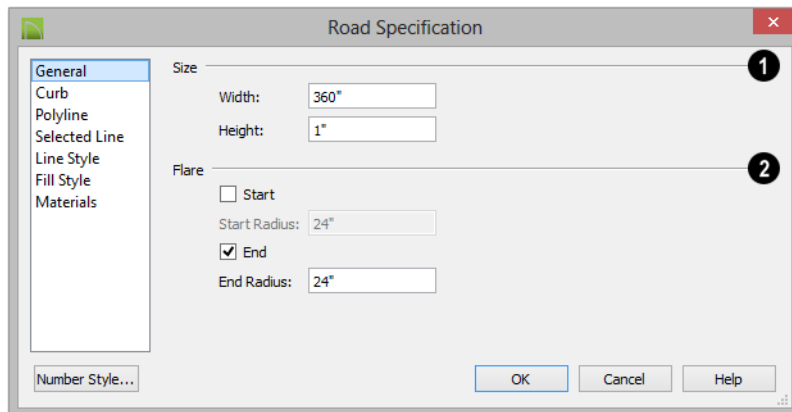 Road Specification
General
Curb
Polyline
Selected Line
Line Style
Fill Style
Materials
Size
1
Width: 360"
Height: 1"
Flare
2
Start
Start Radius: 24"
End
End Radius: 24"
Number Style...
OK
Cancel
Help